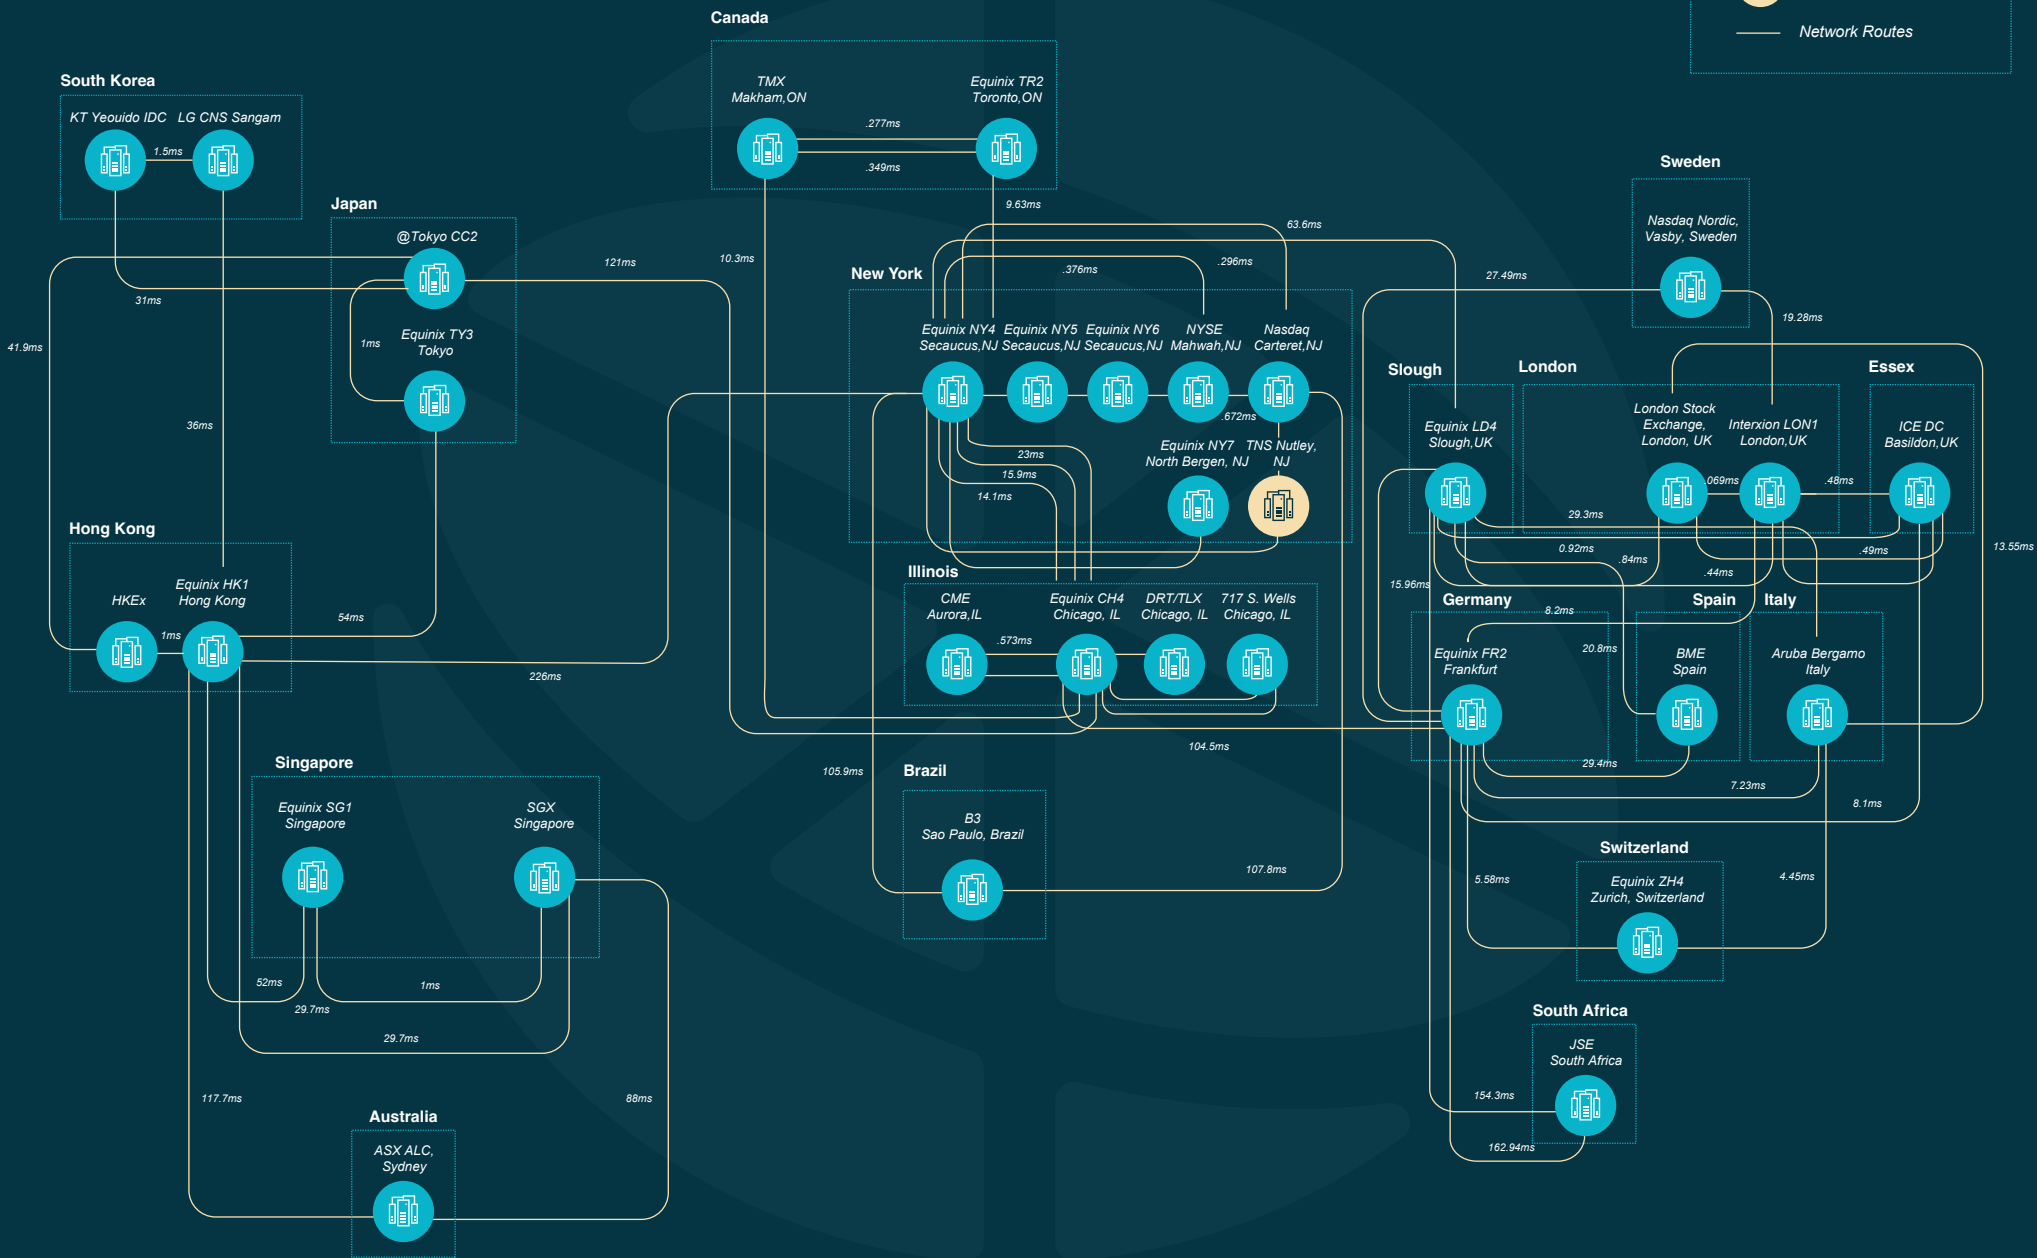 Canada
Network Routes
South Korea
TMX
Makham,ON
Equinix TR2
Toronto,ON
KT Yeouido IDC
LG CNS Sangam
.277ms
1.5ms
.349ms
Sweden
Japan
9.63ms
Nasdaq Nordic,
Vasby, Sweden
63.6ms
@Tokyo CC2
121ms
10.3ms
.296ms
.376ms
New York
27.49ms
31ms
19.28ms
Equinix TY3
Tokyo
1ms
41.9ms
Equinix NY4
Secaucus,NJ
Equinix NY5
Secaucus,NJ
Equinix NY6
Secaucus,NJ
NYSE
Mahwah,NJ
Nasdaq
Carteret,NJ
Slough
London
Essex
36ms
.672ms
London Stock
Exchange,
London, UK
Equinix LD4
Slough,UK
Interxion LON1
London,UK
ICE DC
Basildon,UK
23ms
15.9ms
14.1ms
Equinix NY7
North Bergen, NJ
TNS Nutley,
NJ
.069ms
.48ms
29.3ms
Hong Kong
0.92ms
.84ms
.49ms
13.55ms
.44ms
15.96ms
Illinois
HKEx
Equinix HK1
Hong Kong
CME
Aurora,IL
Equinix CH4
Chicago, IL
DRT/TLX
Chicago, IL
717 S. Wells
Chicago, IL
Germany
Spain
Italy
8.2ms
54ms
1ms
.573ms
20.8ms
Equinix FR2
Frankfurt
BME
Spain
Aruba Bergamo
Italy
226ms
104.5ms
Singapore
105.9ms
Brazil
29.4ms
7.23ms
8.1ms
Equinix SG1
Singapore
SGX
Singapore
B3
Sao Paulo, Brazil
Switzerland
107.8ms
5.58ms
4.45ms
Equinix ZH4
Zurich, Switzerland
52ms
1ms
29.7ms
29.7ms
South Africa
JSE
South Africa
117.7ms
88ms
154.3ms
Australia
162.94ms
ASX ALC,
Sydney